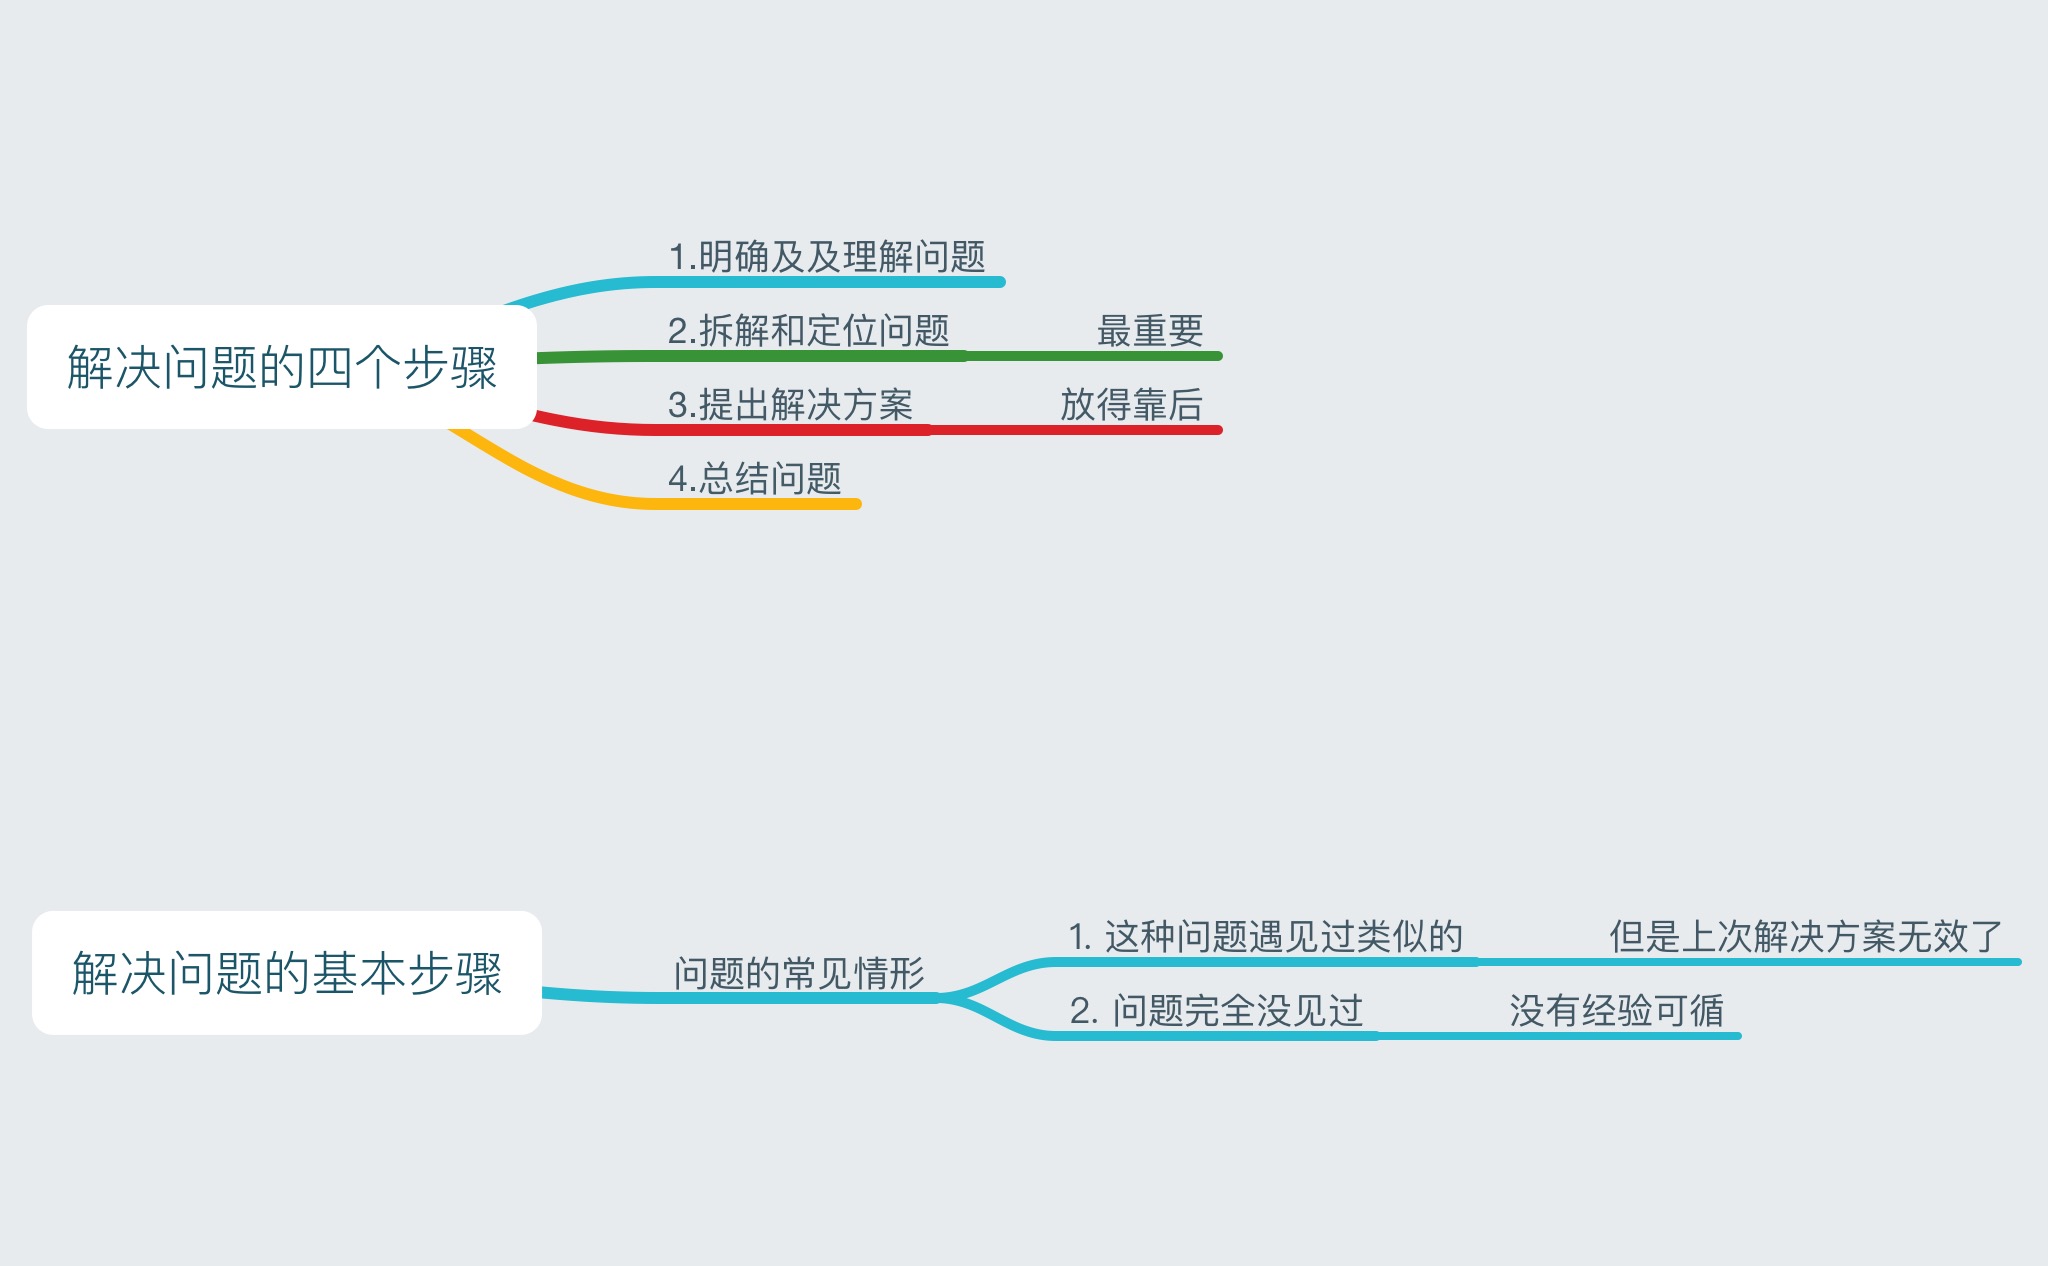 解决问题的四个步骤
1.明确及及理解问题
2.拆解和定位问题 最重要
3.提出解决方案 放得靠后
4.总结问题
解决问题的基本步骤
问题的常见情形
1. 这种问题遇见过类似的 但是上次解决方案无效了
2. 问题完全没见过 没有经验可循